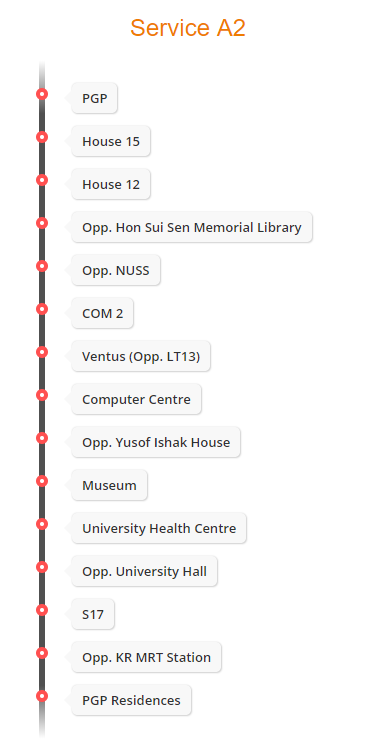 Service A2
PGP
House 15
House 12
Opp. Hon Sui Sen Memorial Library
Opp. NUSS
COM 2
Ventus (Opp. LT13)
Computer Centre
Opp. Yusof Ishak House
Museum
University Health Centre
Opp. University Hall
S17
Opp. KR MRT Station
PGP Residences